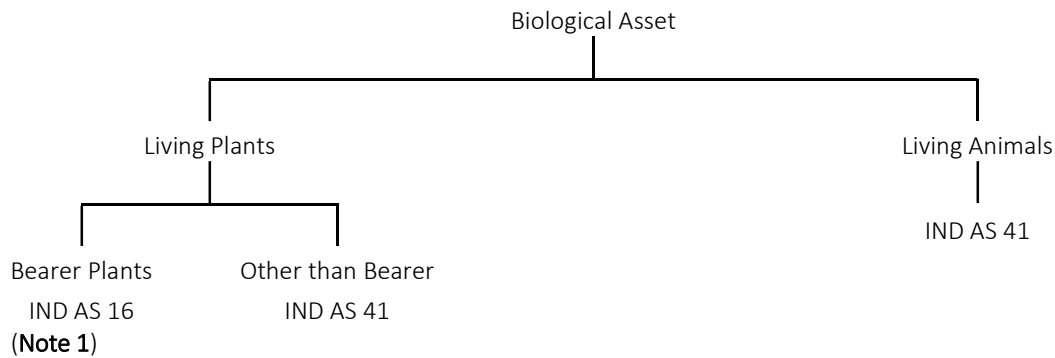 Biological Asset
Living Plants
Living Animals
IND AS 41
Bearer Plants
Other than Bearer
IND AS 16
IND AS 41
(Note 1)